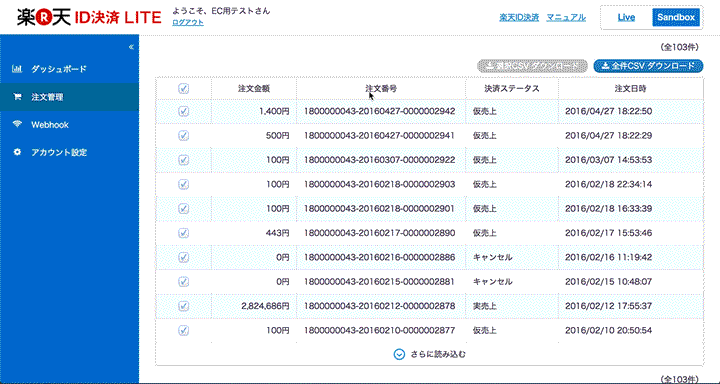 楽天ID決済 LITE
ようこそ、EC用テストさん
ログアウト
楽天ID決済 マニュアル
Live Sandbox
«
ダッシュボード
注文管理
Webhook
アカウント設定
(全103件)
選択CSV ダウンロード 全件CSV ダウンロード
注文金額 注文番号 決済ステータス 注文日時
1,400円 1800000043-20160427-0000002942 仮売上 2016/04/27 18:22:50
500円 1800000043-20160427-0000002941 仮売上 2016/04/27 18:22:29
100円 1800000043-20160307-0000002922 仮売上 2016/03/07 14:53:53
100円 1800000043-20160218-0000002903 仮売上 2016/02/18 22:34:14
100円 1800000043-20160218-0000002901 仮売上 2016/02/18 16:33:39
443円 1800000043-20160217-0000002890 仮売上 2016/02/17 15:53:46
0円 1800000043-20160216-0000002886 キャンセル 2016/02/16 11:19:42
0円 1800000043-20160215-0000002881 キャンセル 2016/02/15 10:48:07
2,824,686円 1800000043-20160212-0000002878 実売上 2016/02/12 17:55:37
100円 1800000043-20160210-0000002877 仮売上 2016/02/10 20:50:54
さらに読み込む
(全103件)